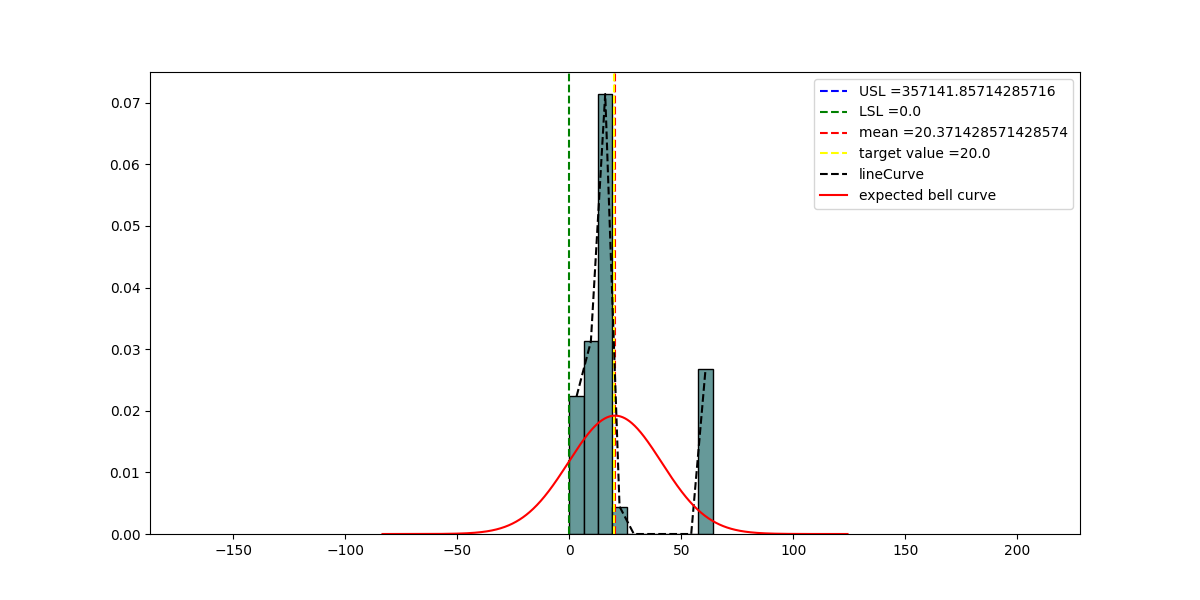 USL =357141.85714285716
LSL =0.0
mean =20.371428571428574
target value =20.0
lineCurve
expected bell curve
0.07
0.06
0.05
0.04
0.03
0.02
0.01
0.00
−150 −100 −50 0 50 100 150 200